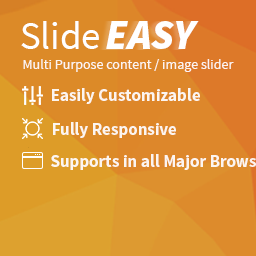 Slide EASY
Multi Purpose content / image slider
Easily Customizable
Fully Responsive
Supports in all Major Brows